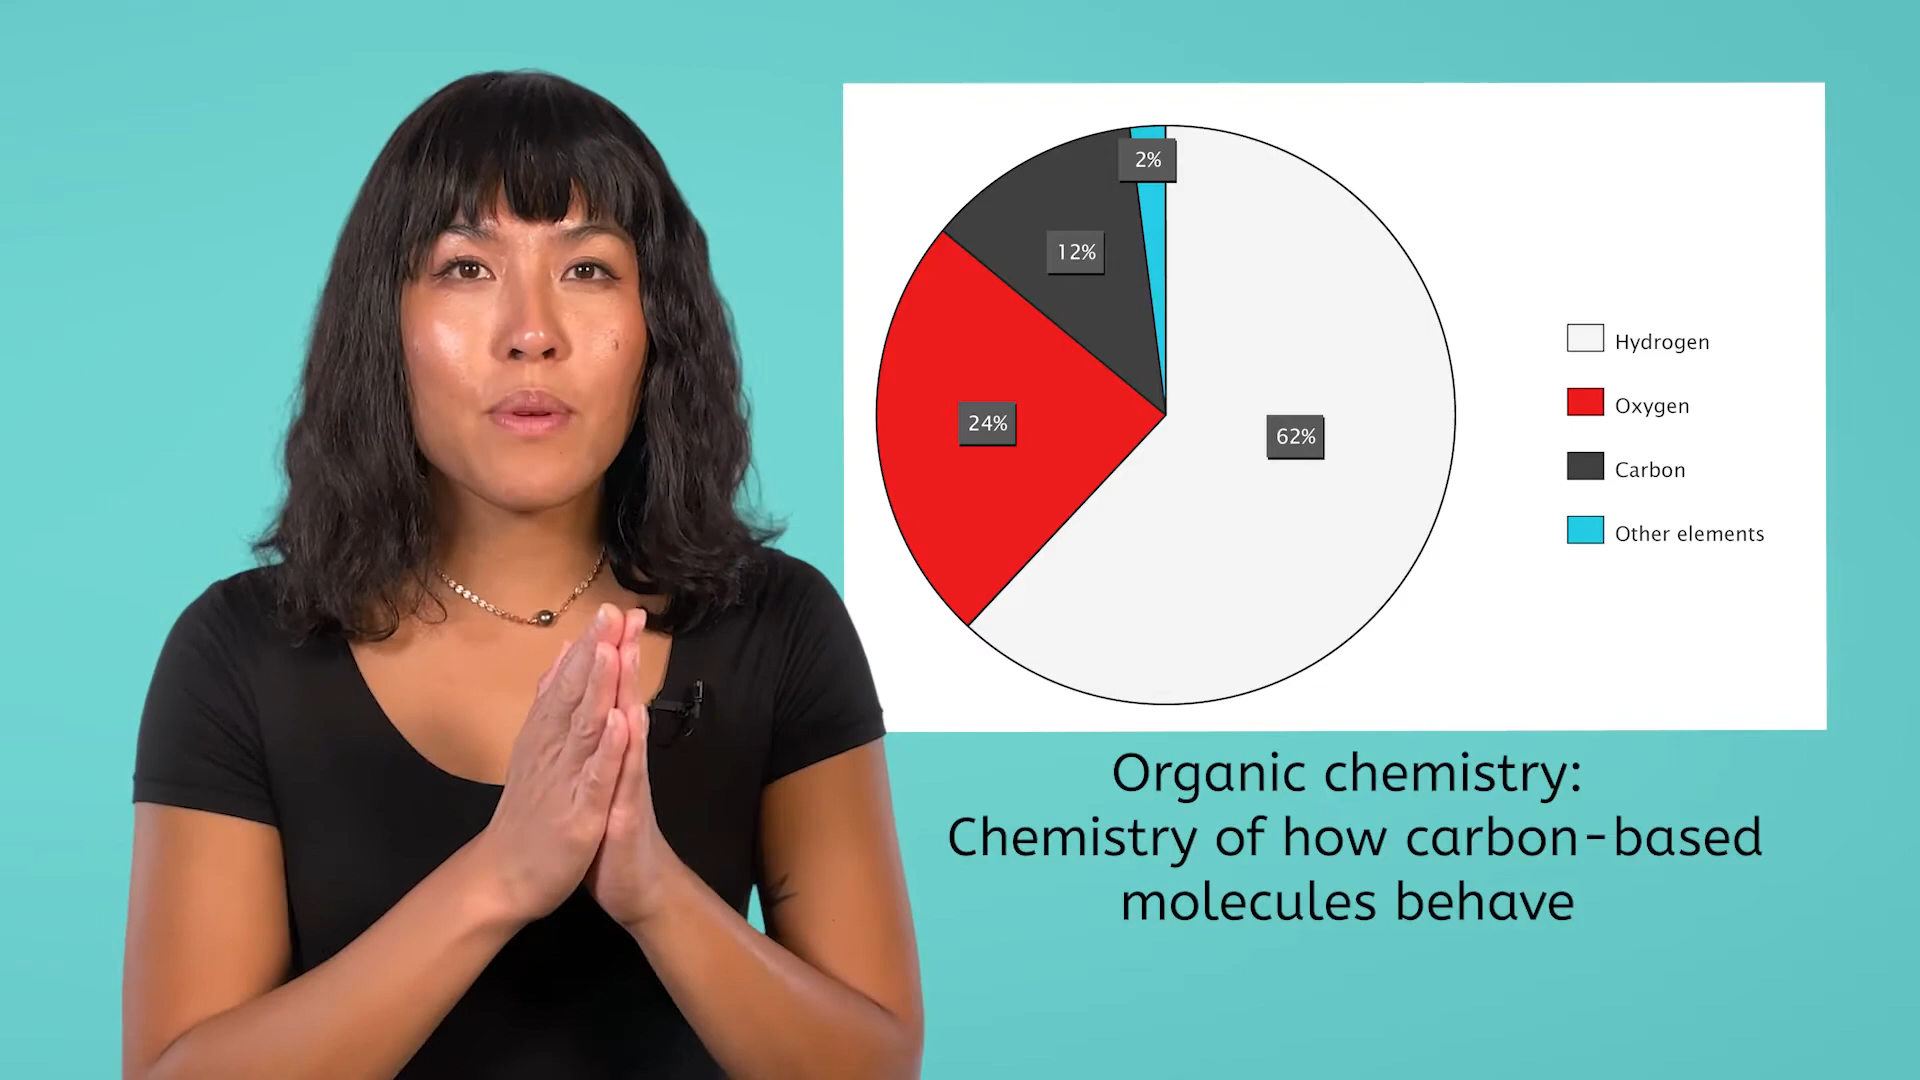 2%
12%
24%
62%
Hydrogen
Oxygen
Carbon
Other elements
Organic chemistry:
Chemistry of how carbon-based
molecules behave